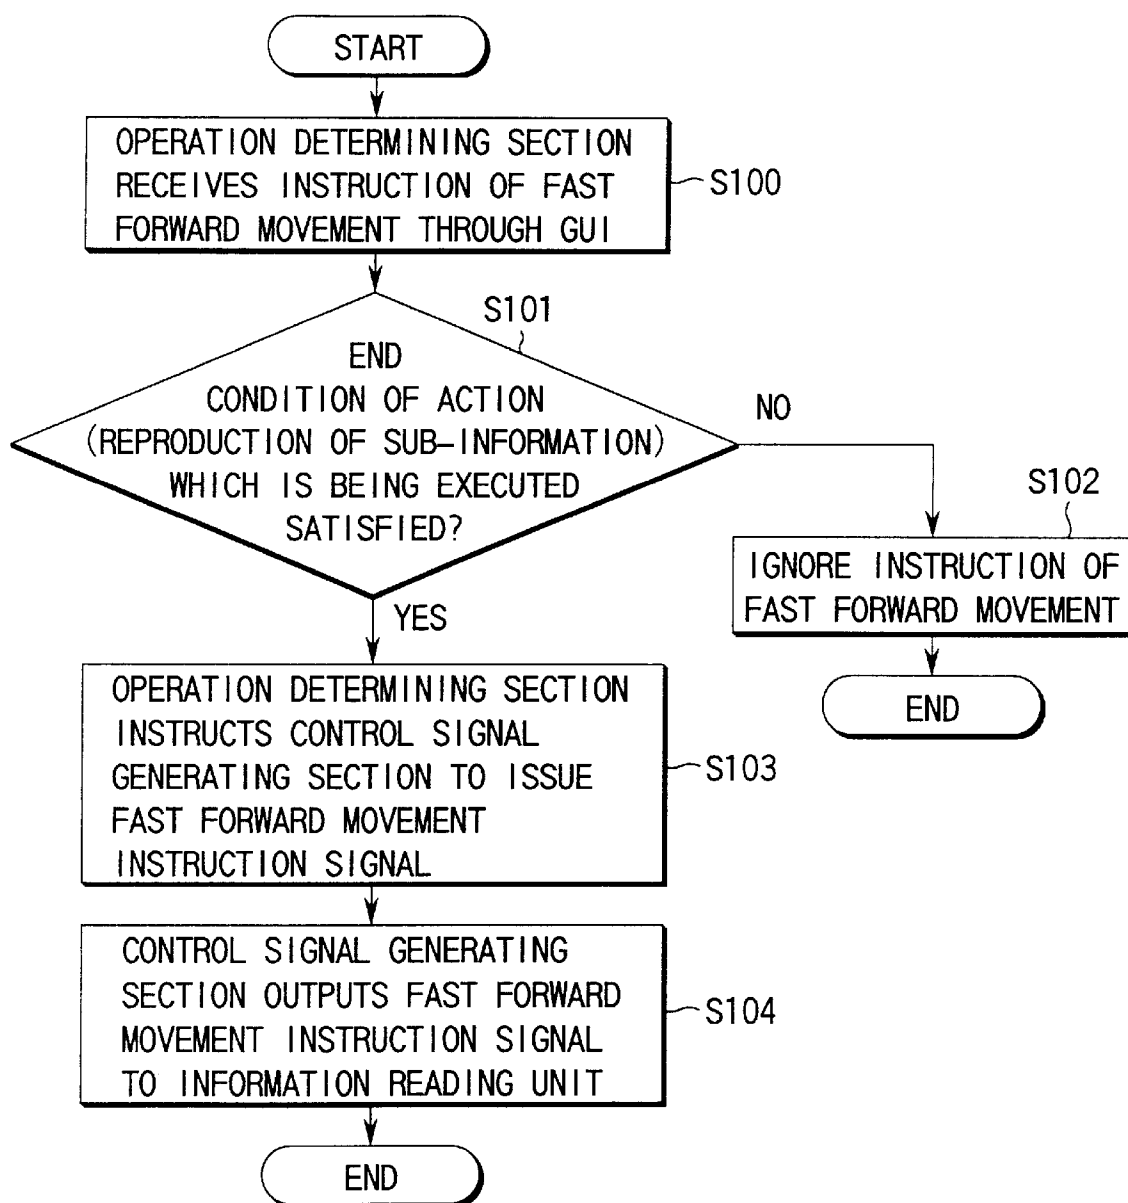 START
OPERATION DETERMINING SECTION
RECEIVES INSTRUCTION OF FAST
FORWARD MOVEMENT THROUGH GUI
S100
S101
END
CONDITION OF ACTION
(REPRODUCTION OF SUB-INFORMATION)
WHICH IS BEING EXECUTED
SATISFIED?
NO
S102
IGNORE INSTRUCTION OF
FAST FORWARD MOVEMENT
END
YES
OPERATION DETERMINING SECTION
INSTRUCTS CONTROL SIGNAL
GENERATING SECTION TO ISSUE
FAST FORWARD MOVEMENT
INSTRUCTION SIGNAL
S103
CONTROL SIGNAL GENERATING
SECTION OUTPUTS FAST FORWARD
MOVEMENT INSTRUCTION SIGNAL
TO INFORMATION READING UNIT
S104
END